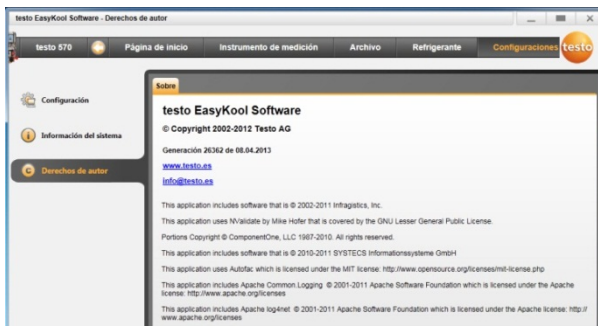 testo EasyKool Software - Derechos de autor
testo 570 Página de inicio Instrumento de medición Archivo Refrigerante Configuraciones testo
Sobre
Configuración
Información del sistema
Derechos de autor
testo EasyKool Software
© Copyright 2002-2012 Testo AG
Generación 26362 de 08.04.2013
www.testo.es
info@testo.es
This application includes software that is © 2002-2011 Infragistics, Inc.
This application uses NValidate by Mike Hofer that is covered by the GNU Lesser General Public License.
Portions Copyright © ComponentOne, LLC 1987-2010. All rights reserved.
This application includes software that is © 2010-2011 SYSTECS Informationssysteme GmbH
This application uses Autofac which is licensed under the MIT license: http://www.opensource.org/licenses/mit-license.php
This application includes Apache Common.Logging © 2001-2011 Apache Software Foundation which is licensed under the Apache
license: http://www.apache.org/licenses
This application includes Apache log4net © 2001-2011 Apache Software Foundation which is licensed under the Apache license: http://
www.apache.org/licenses